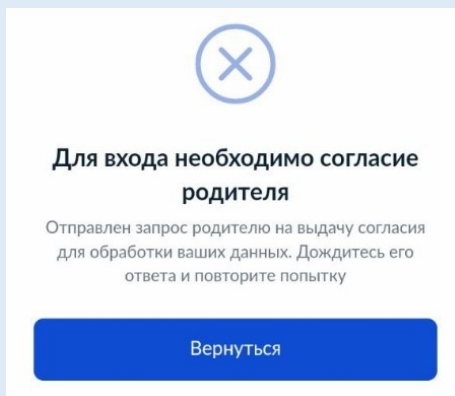 Для входа необходимо согласие
родителя
Отправлен запрос родителю на выдачу согласия
для обработки ваших данных. Дождитесь его
ответа и повторите попытку
Вернуться